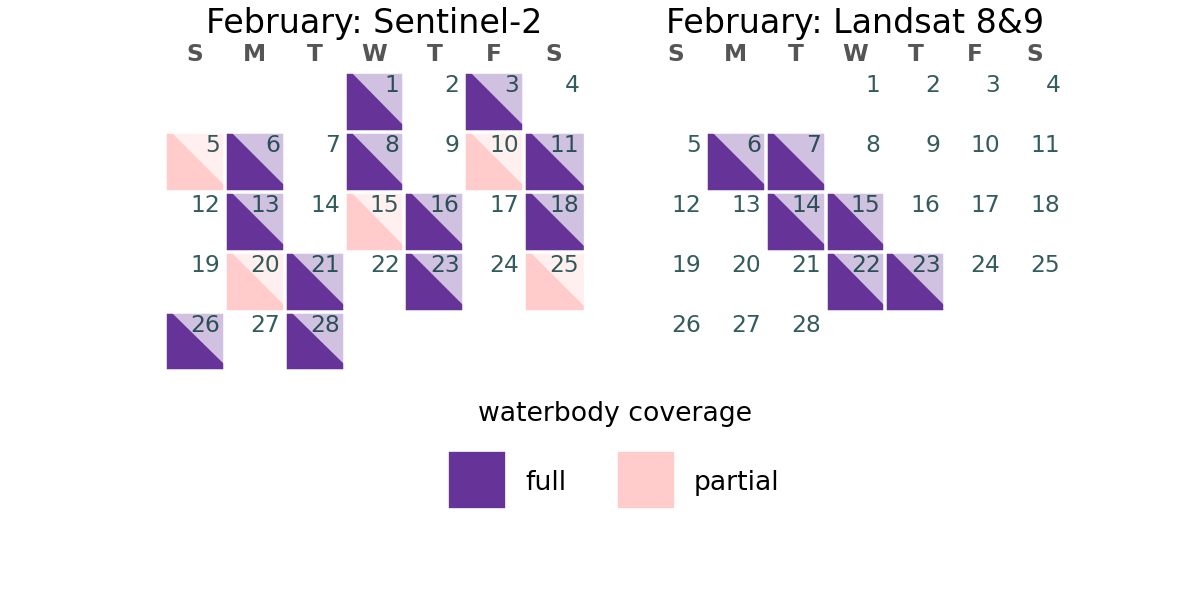 February: Sentinel-2
S M T W T F S
1 2 3 4
5 6 7 8 9 10 11
12 13 14 15 16 17 18
19 20 21 22 23 24 25
26 27 28
February: Landsat 8&9
S M T W T F S
1 2 3 4
5 6 7 8 9 10 11
12 13 14 15 16 17 18
19 20 21 22 23 24 25
26 27 28
waterbody coverage
full partial